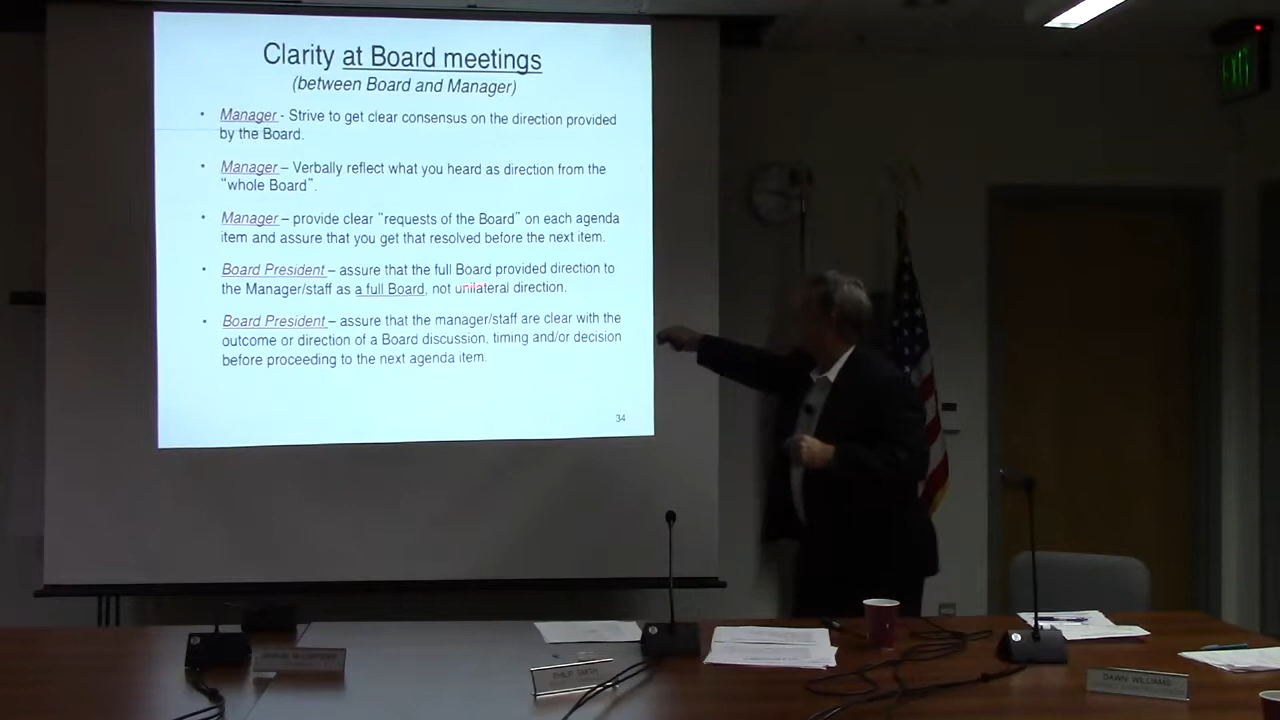 Clarity at Board meetings
(between Board and Manager)
• Manager - Strive to get clear consensus on the direction provided
by the Board.
• Manager – Verbally reflect what you heard as direction from the
“whole Board”.
• Manager – provide clear “requests of the Board” on each agenda
item and assure that you get that resolved before the next item.
• Board President – assure that the full Board provided direction to
the Manager/staff as a full Board, not unilateral direction.
• Board President – assure that the manager/staff are clear with the
outcome or direction of a Board discussion, timing and/or decision
before proceeding to the next agenda item.
34
EXIT
PHILIP SMITH
DAWN WILLIAMS